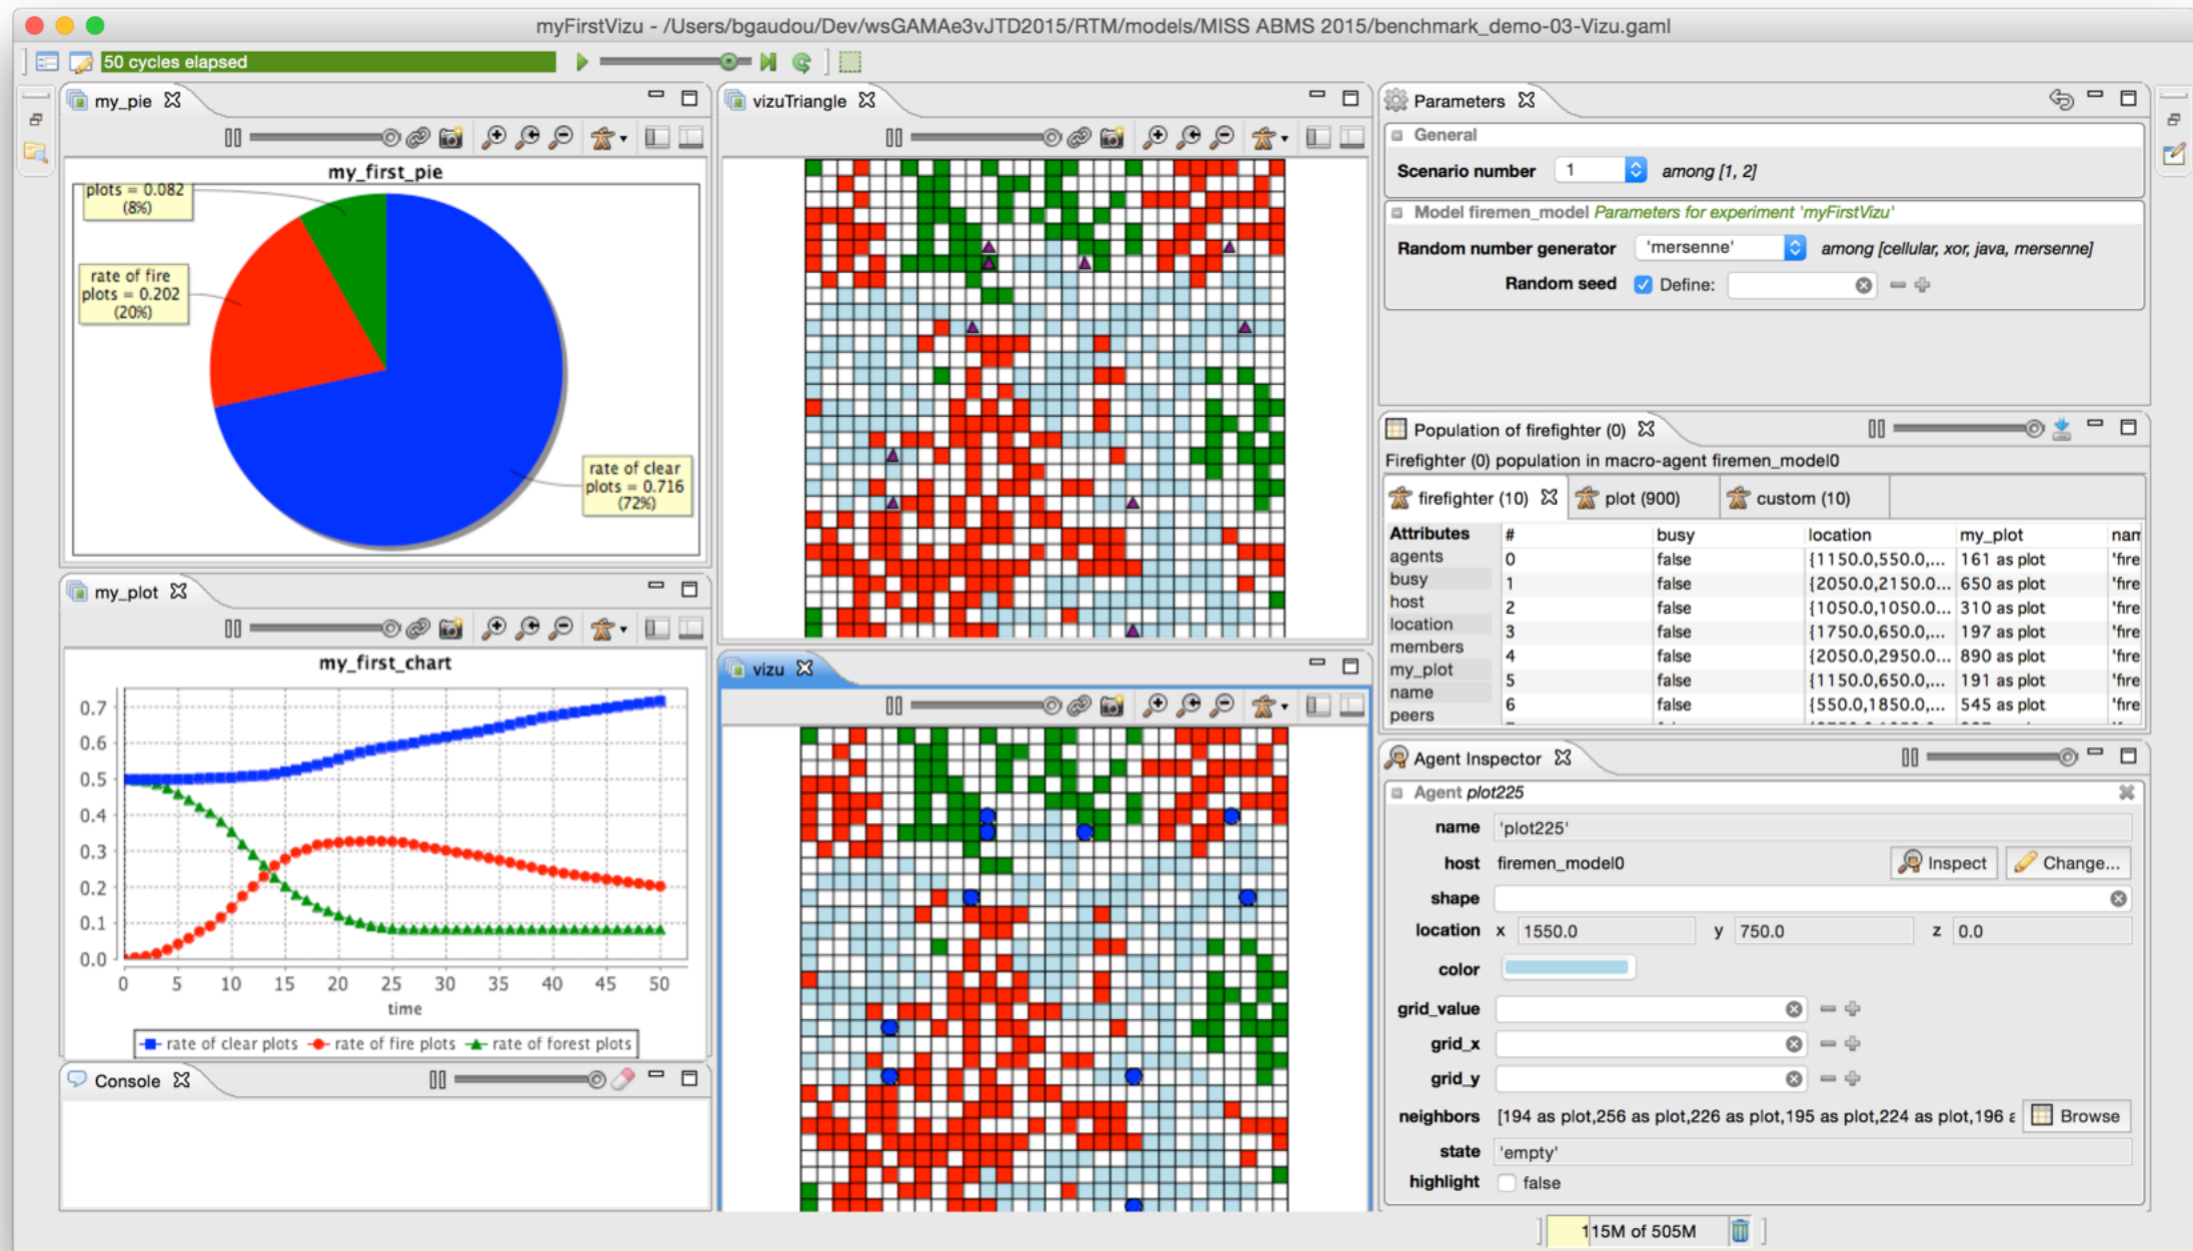 myFirstVizu - /Users/bgaudou/Dev/wsGAMAe3vJTD2015/RTM/models/MISS ABMS 2015/benchmark_demo-03-Vizu.gaml
50 cycles elapsed
my_pie
my_first_pie
plots = 0.082
(8%)
rate of fire
plots = 0.202
(20%)
rate of clear
plots = 0.716
(72%)
my_plot
my_first_chart
0.7
0.6
0.5
0.4
0.3
0.2
0.1
0.0
0 5 10 15 20 25 30 35 40 45 50
time
rate of clear plots rate of fire plots rate of forest plots
Console
vizuTriangle
vizu
Parameters
General
Scenario number 1 among [1, 2]
Model firemen_model Parameters for experiment 'myFirstVizu'
Random number generator 'mersenne' among [cellular, xor, java, mersenne]
Random seed Define:
Population of firefighter (0)
Firefighter (0) population in macro-agent firemen_model0
firefighter (10) plot (900) custom (10)
Attributes
agents
busy
host
location
members
my_plot
name
peers
# busy location my_plot nam
0 false {1150.0,550.0,... 161 as plot 'fire
1 false {2050.0,2150.0... 650 as plot 'fire
2 false {1050.0,1050.0... 310 as plot 'fire
3 false {1750.0,650.0,... 197 as plot 'fire
4 false {2050.0,2950.0... 890 as plot 'fire
5 false {1150.0,650.0,... 191 as plot 'fire
6 false {550.0,1850.0,... 545 as plot 'fire
Agent Inspector
Agent plot225
name 'plot225'
host firemen_model0 Inspect Change...
shape
location x 1550.0 y 750.0 z 0.0
color
grid_value
grid_x
grid_y
neighbors [194 as plot,256 as plot,226 as plot,195 as plot,224 as plot,196 a Browse
state 'empty'
highlight false
115M of 505M